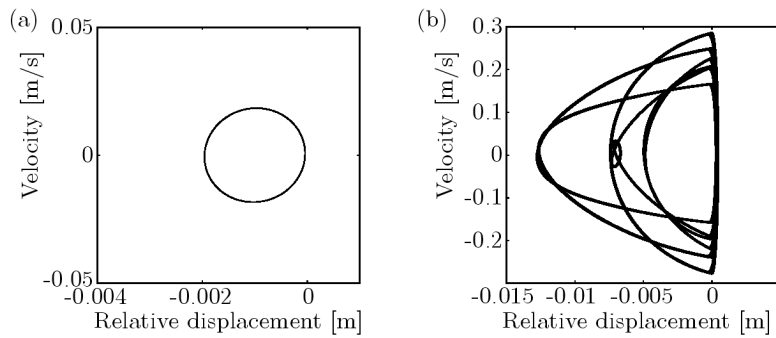 (a)
0.05
Velocity [m/s]
0
-0.05
-0.004
-0.002
0
Relative displacement [m]
(b)
0.3
0.2
0.1
Velocity [m/s]
0
-0.1
-0.2
-0.015
-0.01
-0.005
0
Relative displacement [m]